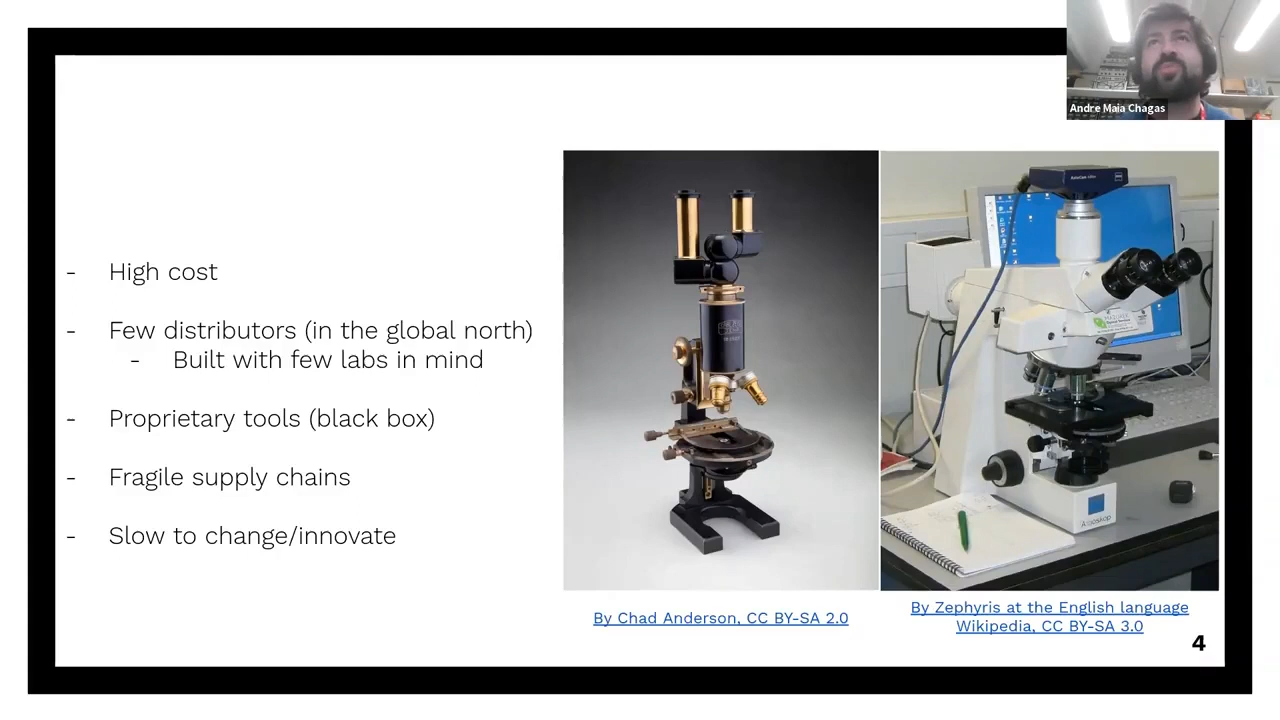 Andre Maia Chagas
- High cost
- Few distributors (in the global north)
- Built with few labs in mind
- Proprietary tools (black box)
- Fragile supply chains
- Slow to change/innovate
By Chad Anderson, CC BY-SA 2.0
By Zephyris at the English language
Wikipedia, CC BY-SA 3.0
4